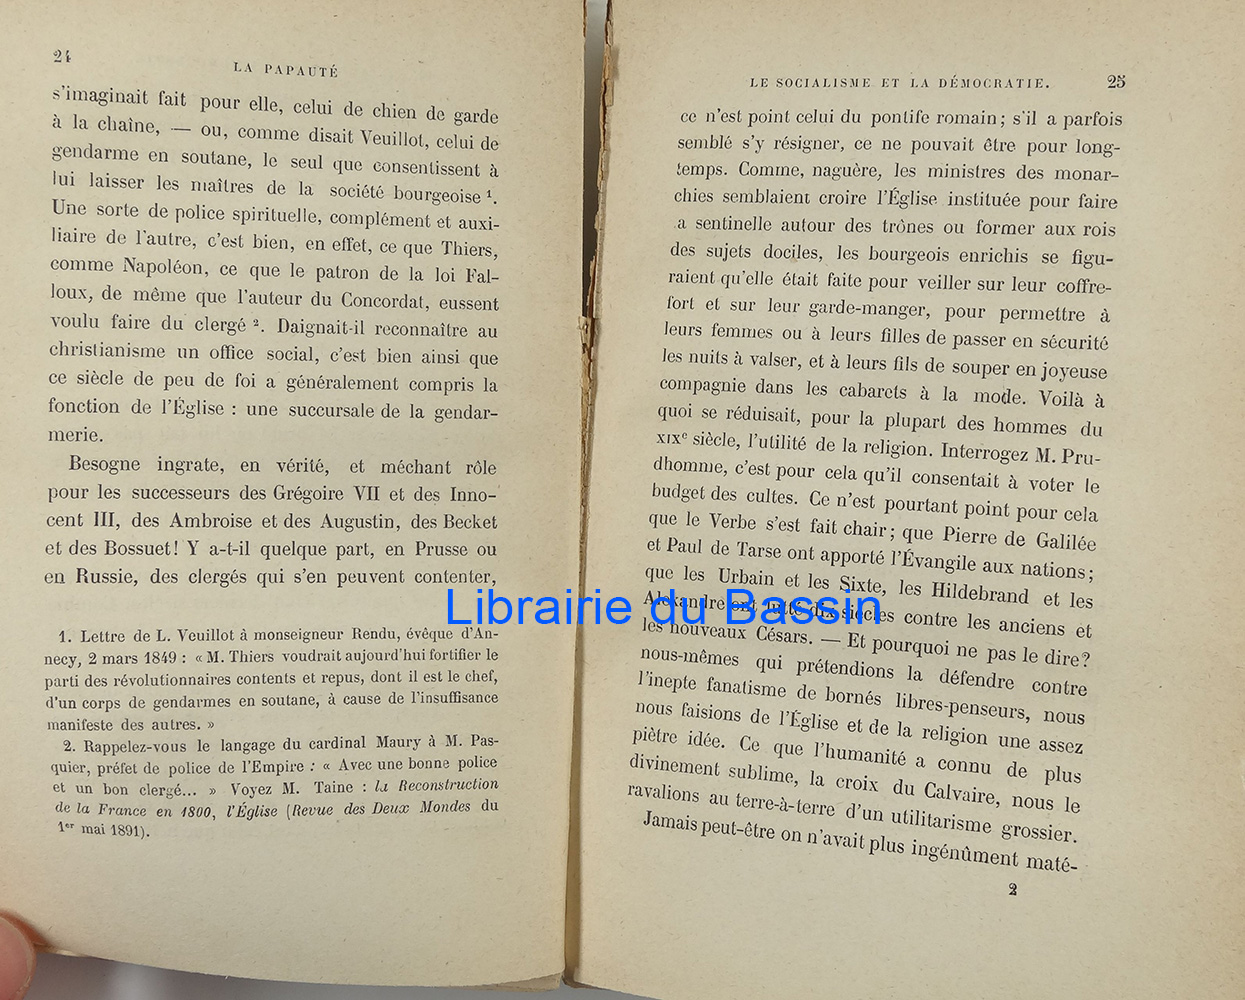 24
LA PAPAUTÉ
s'imaginait fait pour elle, celui de chien de garde
à la chaîne, — ou, comme disait Veuillot, celui de
gendarme en soutane, le seul que consentissent à
lui laisser les maîtres de la société bourgeoise ¹.
Une sorte de police spirituelle, complément et auxi-
liaire de l'autre, c'est bien, en effet, ce que Thiers,
comme Napoléon, ce que le patron de la loi Fal-
loux, de même que l'auteur du Concordat, eussent
voulu faire du clergé ². Daignait-il reconnaître au
christianisme un office social, c'est bien ainsi que
ce siècle de peu de foi a généralement compris la
fonction de l'Église : une succursale de la gendar-
merie.
Besogne ingrate, en vérité, et méchant rôle
pour les successeurs des Grégoire VII et des Inno-
cent III, des Ambroise et des Augustin, des Becket
et des Bossuet! Y a-t-il quelque part, en Prusse ou
en Russie, des clergés qui s'en peuvent contenter,
1. Lettre de L. Veuillot à monseigneur Rendu, évêque d'An-
necy, 2 mars 1849 : « M. Thiers voudrait aujourd'hui fortifier le
parti des révolutionnaires contents et repus, dont il est le chef,
d'un corps de gendarmes en soutane, à cause de l'insuffisance
manifeste des autres. »
2. Rappelez-vous le langage du cardinal Maury à M. Pas-
quier, préfet de police de l'Empire : « Avec une bonne police
et un bon clergé... » Voyez M. Taine : la Reconstruction
de la France en 1800, l'Église (Revue des Deux Mondes du
1er mai 1891).
LE SOCIALISME ET LA DÉMOCRATIE.
25
ce n'est point celui du pontife romain; s'il a parfois
semblé s'y résigner, ce ne pouvait être pour long-
temps. Comme, naguère, les ministres des monar-
chies semblaient croire l'Église instituée pour faire
a sentinelle autour des trônes ou former aux rois
des sujets dociles, les bourgeois enrichis se figu-
raient qu'elle était faite pour veiller sur leur coffre-
fort et sur leur garde-manger, pour permettre à
leurs femmes ou à leurs filles de passer en sécurité
les nuits à valser, et à leurs fils de souper en joyeuse
compagnie dans les cabarets à la mode. Voilà à
quoi se réduisait, pour la plupart des hommes du
XIXe siècle, l'utilité de la religion. Interrogez M. Pru-
dhomme, c'est pour cela qu'il consentait à voter le
budget des cultes. Ce n'est pourtant point pour cela
que le Verbe s'est fait chair; que Pierre de Galilée
et Paul de Tarse ont apporté l'Évangile aux nations;
que les Urbain et les Sixte, les Hildebrand et les
Alexandre ont lutté dix siècles contre les anciens et
les nouveaux Césars. — Et pourquoi ne pas le dire?
nous-mêmes qui prétendions la défendre contre
l'inepte fanatisme de bornés libres-penseurs, nous
nous faisions de l'Église et de la religion une assez
piètre idée. Ce que l'humanité a connu de plus
divinement sublime, la croix du Calvaire, nous le
ravalions au terre-à-terre d'un utilitarisme grossier.
Jamais peut-être on n'avait plus ingénûment maté-
2
Librairie du Bassin